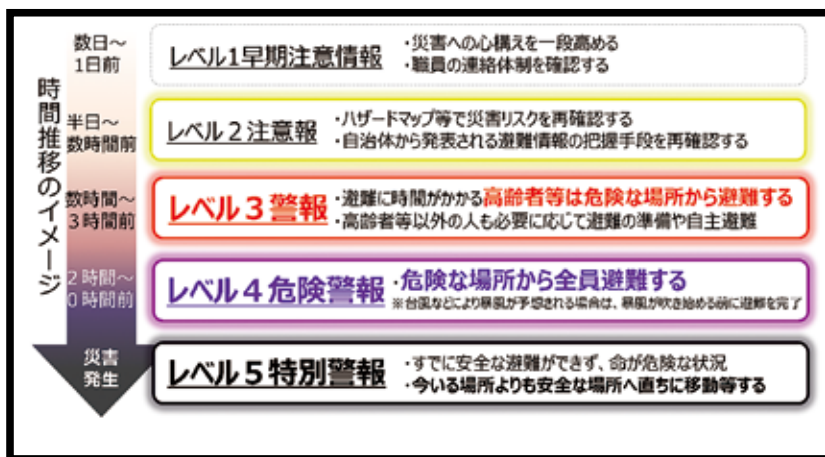 時間推移のイメージ
数日～
1日前
レベル1早期注意情報
・災害への心構えを一段高める
・職員の連絡体制を確認する
半日～
数時間前
レベル2注意報
・ハザードマップ等で災害リスクを再確認する
・自治体から発表される避難情報の把握手段を再確認する
数時間～
3時間前
レベル3警報
・避難に時間がかかる高齢者等は危険な場所から避難する
・高齢者等以外の人も必要に応じて避難の準備や自主避難
2時間～
0時間前
レベル4危険警報
・危険な場所から全員避難する
※台風などにより暴風が予想される場合は、暴風が吹き始める前に避難を完了
災害
発生
レベル5特別警報
・すでに安全な避難ができず、命が危険な状況
・今いる場所よりも安全な場所へ直ちに移動等する